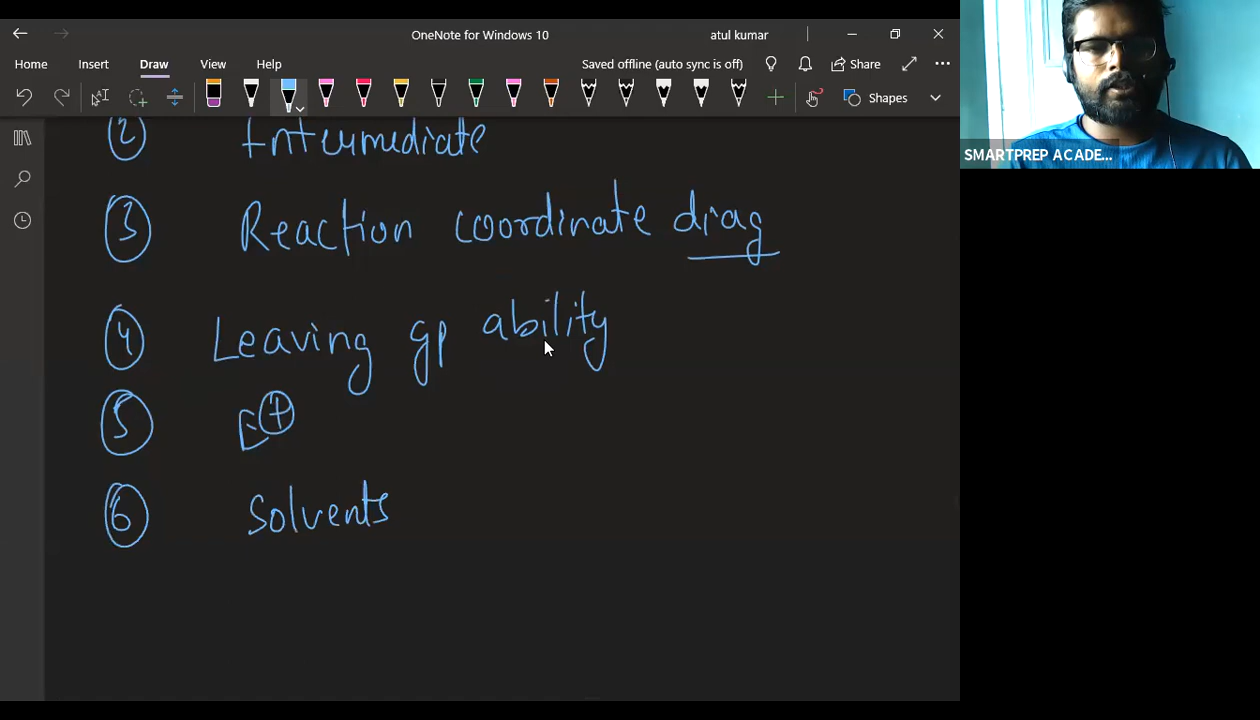 OneNote for Windows 10
atul kumar
Home Insert Draw View Help
Saved offline (auto sync is off)
Share
Shapes
SMARTPREP ACADE...
② Intermediate
③ Reaction coordinate diag
④ Leaving gp ability
⑤ E⊕
⑥ Solvents